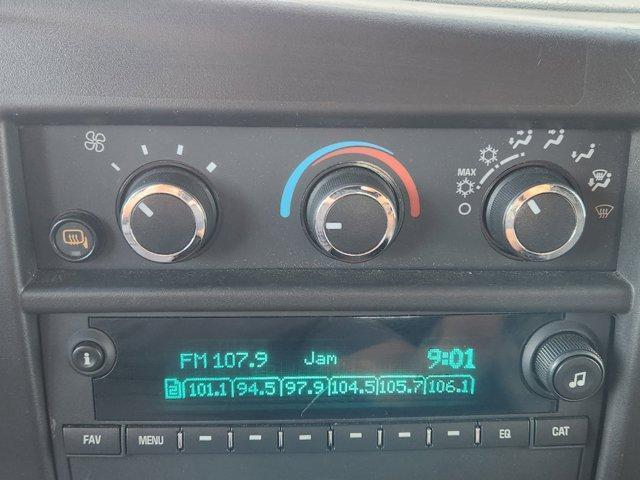 MAX
i
FM 107.9 Jam 9:01
2 101.1 94.5 97.9 104.5 105.7 106.1
FAV MENU EQ CAT